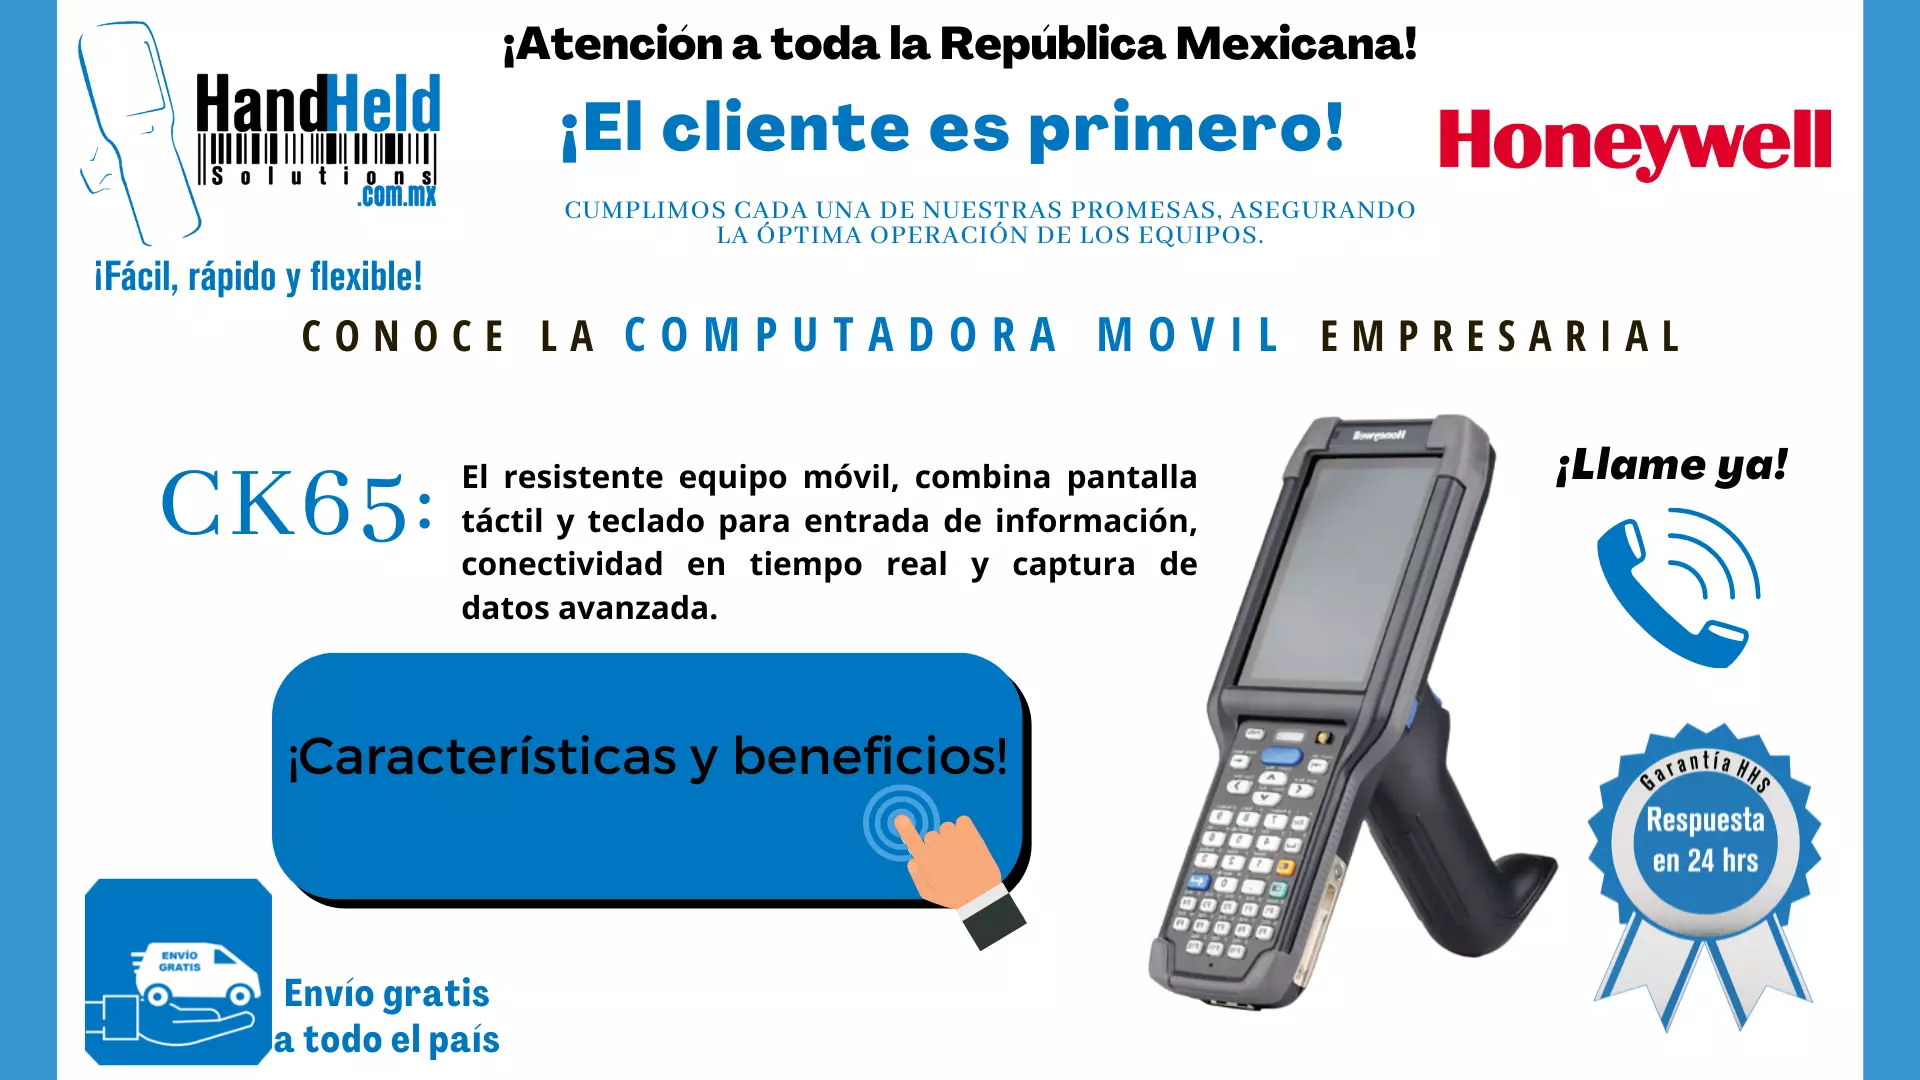 ¡Atención a toda la República Mexicana!
HandHeld
Solutions
.com.mx
¡Fácil, rápido y flexible!
¡El cliente es primero!
Honeywell
CUMPLIMOS CADA UNA DE NUESTRAS PROMESAS, ASEGURANDO
LA ÓPTIMA OPERACIÓN DE LOS EQUIPOS.
CONOCE LA COMPUTADORA MOVIL EMPRESARIAL
CK65:
El resistente equipo móvil, combina pantalla
táctil y teclado para entrada de información,
conectividad en tiempo real y captura de
datos avanzada.
Honeywell
¡Llame ya!
¡Características y beneficios!
Garantía HHS
Respuesta
en 24 hrs
ENVÍO
GRATIS
Envío gratis
a todo el país